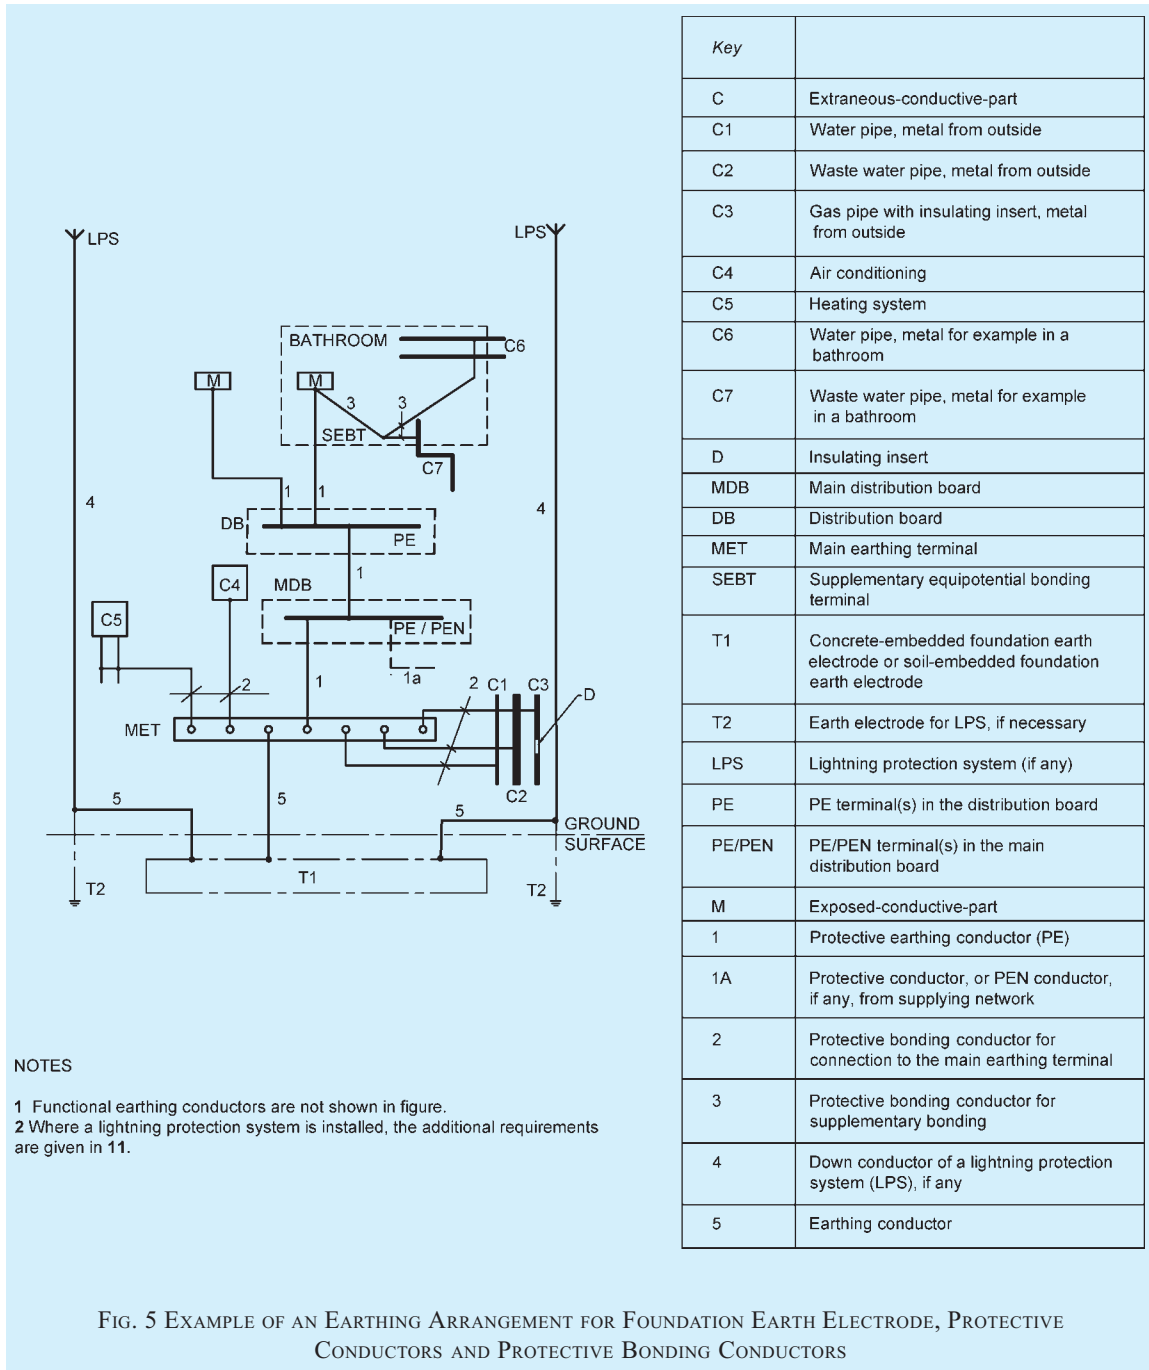 LPS
LPS
BATHROOM
C6
M
M
3
3
SEBT
C7
4
4
1
1
DB
PE
1
C4
MDB
C5
PE / PEN
2
1
1a
2
C1
C3
D
MET
C2
5
5
5
GROUND
SURFACE
T1
T2
T2
NOTES
1 Functional earthing conductors are not shown in figure.
2 Where a lightning protection system is installed, the additional requirements
are given in 11.
Key
C Extraneous-conductive-part
C1 Water pipe, metal from outside
C2 Waste water pipe, metal from outside
C3 Gas pipe with insulating insert, metal
from outside
C4 Air conditioning
C5 Heating system
C6 Water pipe, metal for example in a
bathroom
C7 Waste water pipe, metal for example
in a bathroom
D Insulating insert
MDB Main distribution board
DB Distribution board
MET Main earthing terminal
SEBT Supplementary equipotential bonding
terminal
T1 Concrete-embedded foundation earth
electrode or soil-embedded foundation
earth electrode
T2 Earth electrode for LPS, if necessary
LPS Lightning protection system (if any)
PE PE terminal(s) in the distribution board
PE/PEN PE/PEN terminal(s) in the main
distribution board
M Exposed-conductive-part
1 Protective earthing conductor (PE)
1A Protective conductor, or PEN conductor,
if any, from supplying network
2 Protective bonding conductor for
connection to the main earthing terminal
3 Protective bonding conductor for
supplementary bonding
4 Down conductor of a lightning protection
system (LPS), if any
5 Earthing conductor
FIG. 5 EXAMPLE OF AN EARTHING ARRANGEMENT FOR FOUNDATION EARTH ELECTRODE, PROTECTIVE
CONDUCTORS AND PROTECTIVE BONDING CONDUCTORS